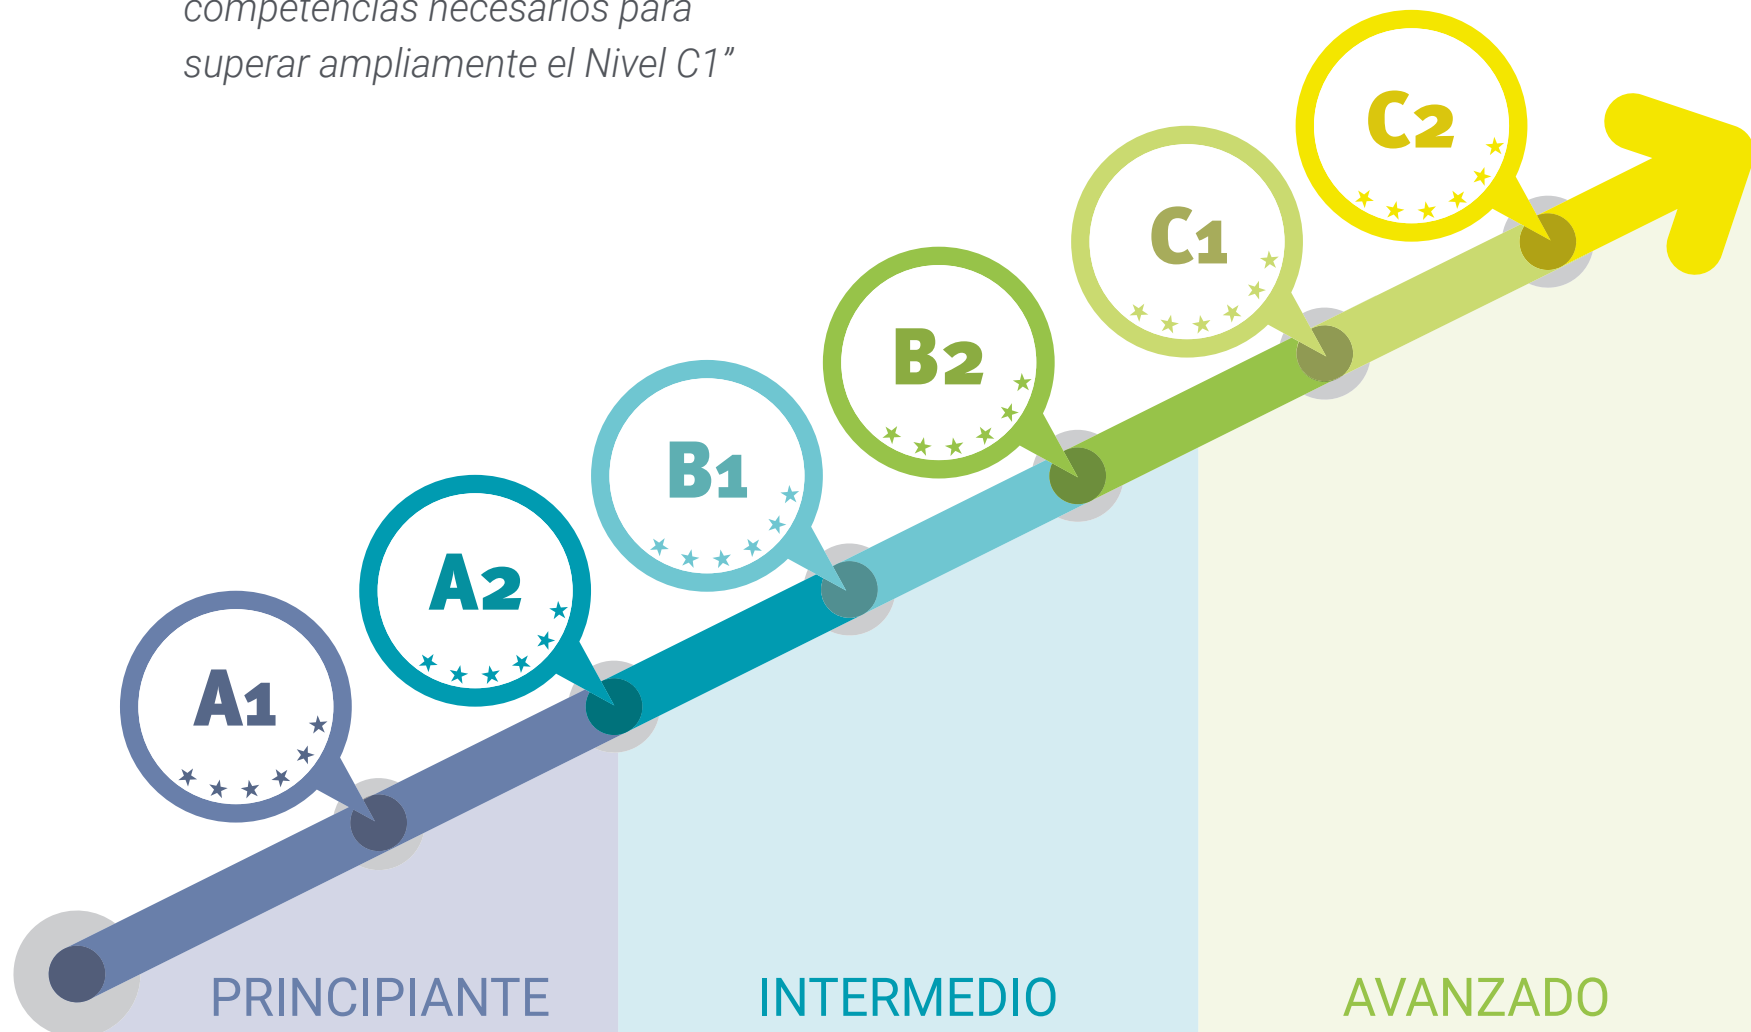 competencias necesarios para
superar ampliamente el Nivel C1”
C2
C1
B2
B1
A2
A1
PRINCIPIANTE
INTERMEDIO
AVANZADO